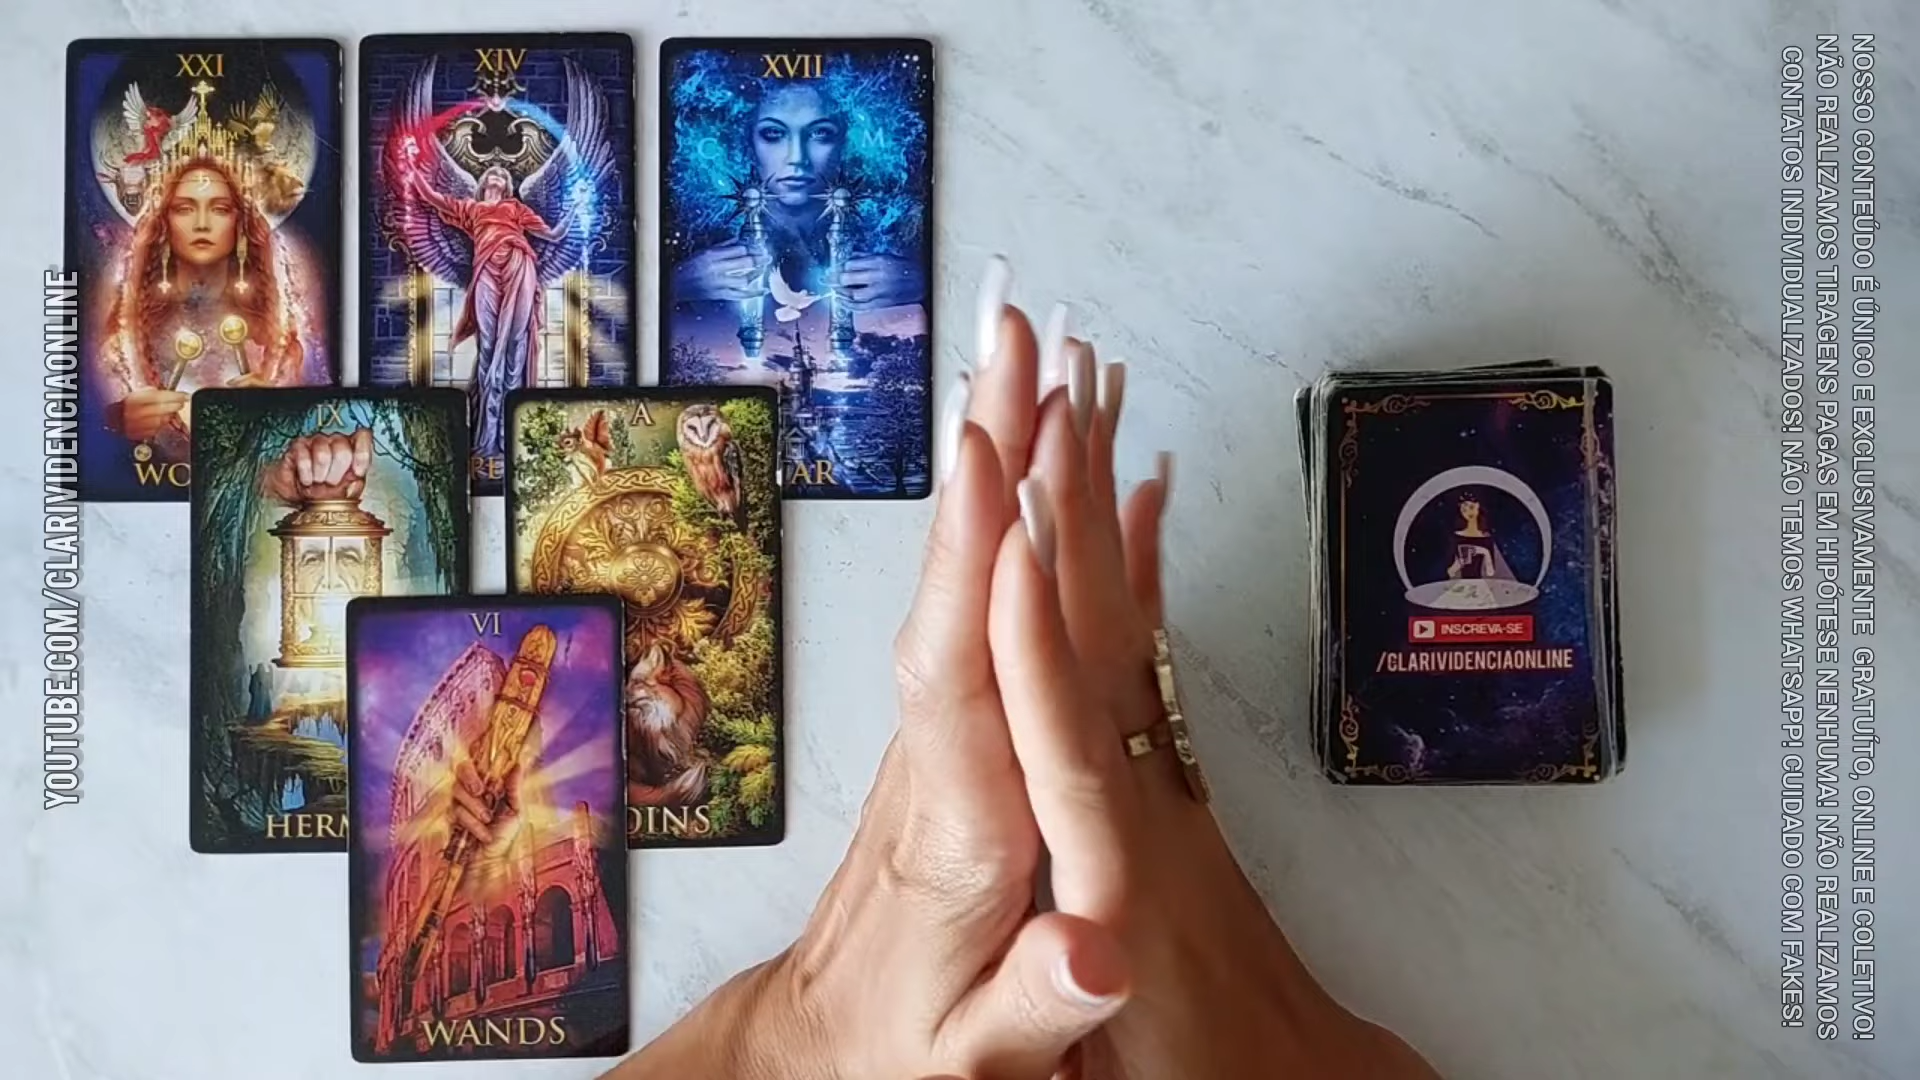 YOUTUBE.COM/CLARIVIDENCIAONLINE
XXI
XIV
XVII
C M
WO
RE
AR
IX
A
HERM
OINS
VI
WANDS
INSCREVA-SE
/CLARIVIDENCIAONLINE
NOSSO CONTEÚDO É ÚNICO E EXCLUSIVAMENTE GRATUÍTO, ONLINE E COLETIVO!
NÃO REALIZAMOS TIRAGENS PAGAS EM HIPÓTESE NENHUMA! NÃO REALIZAMOS
CONTATOS INDIVIDUALIZADOS! NÃO TEMOS WHATSAPP! CUIDADO COM FAKES!